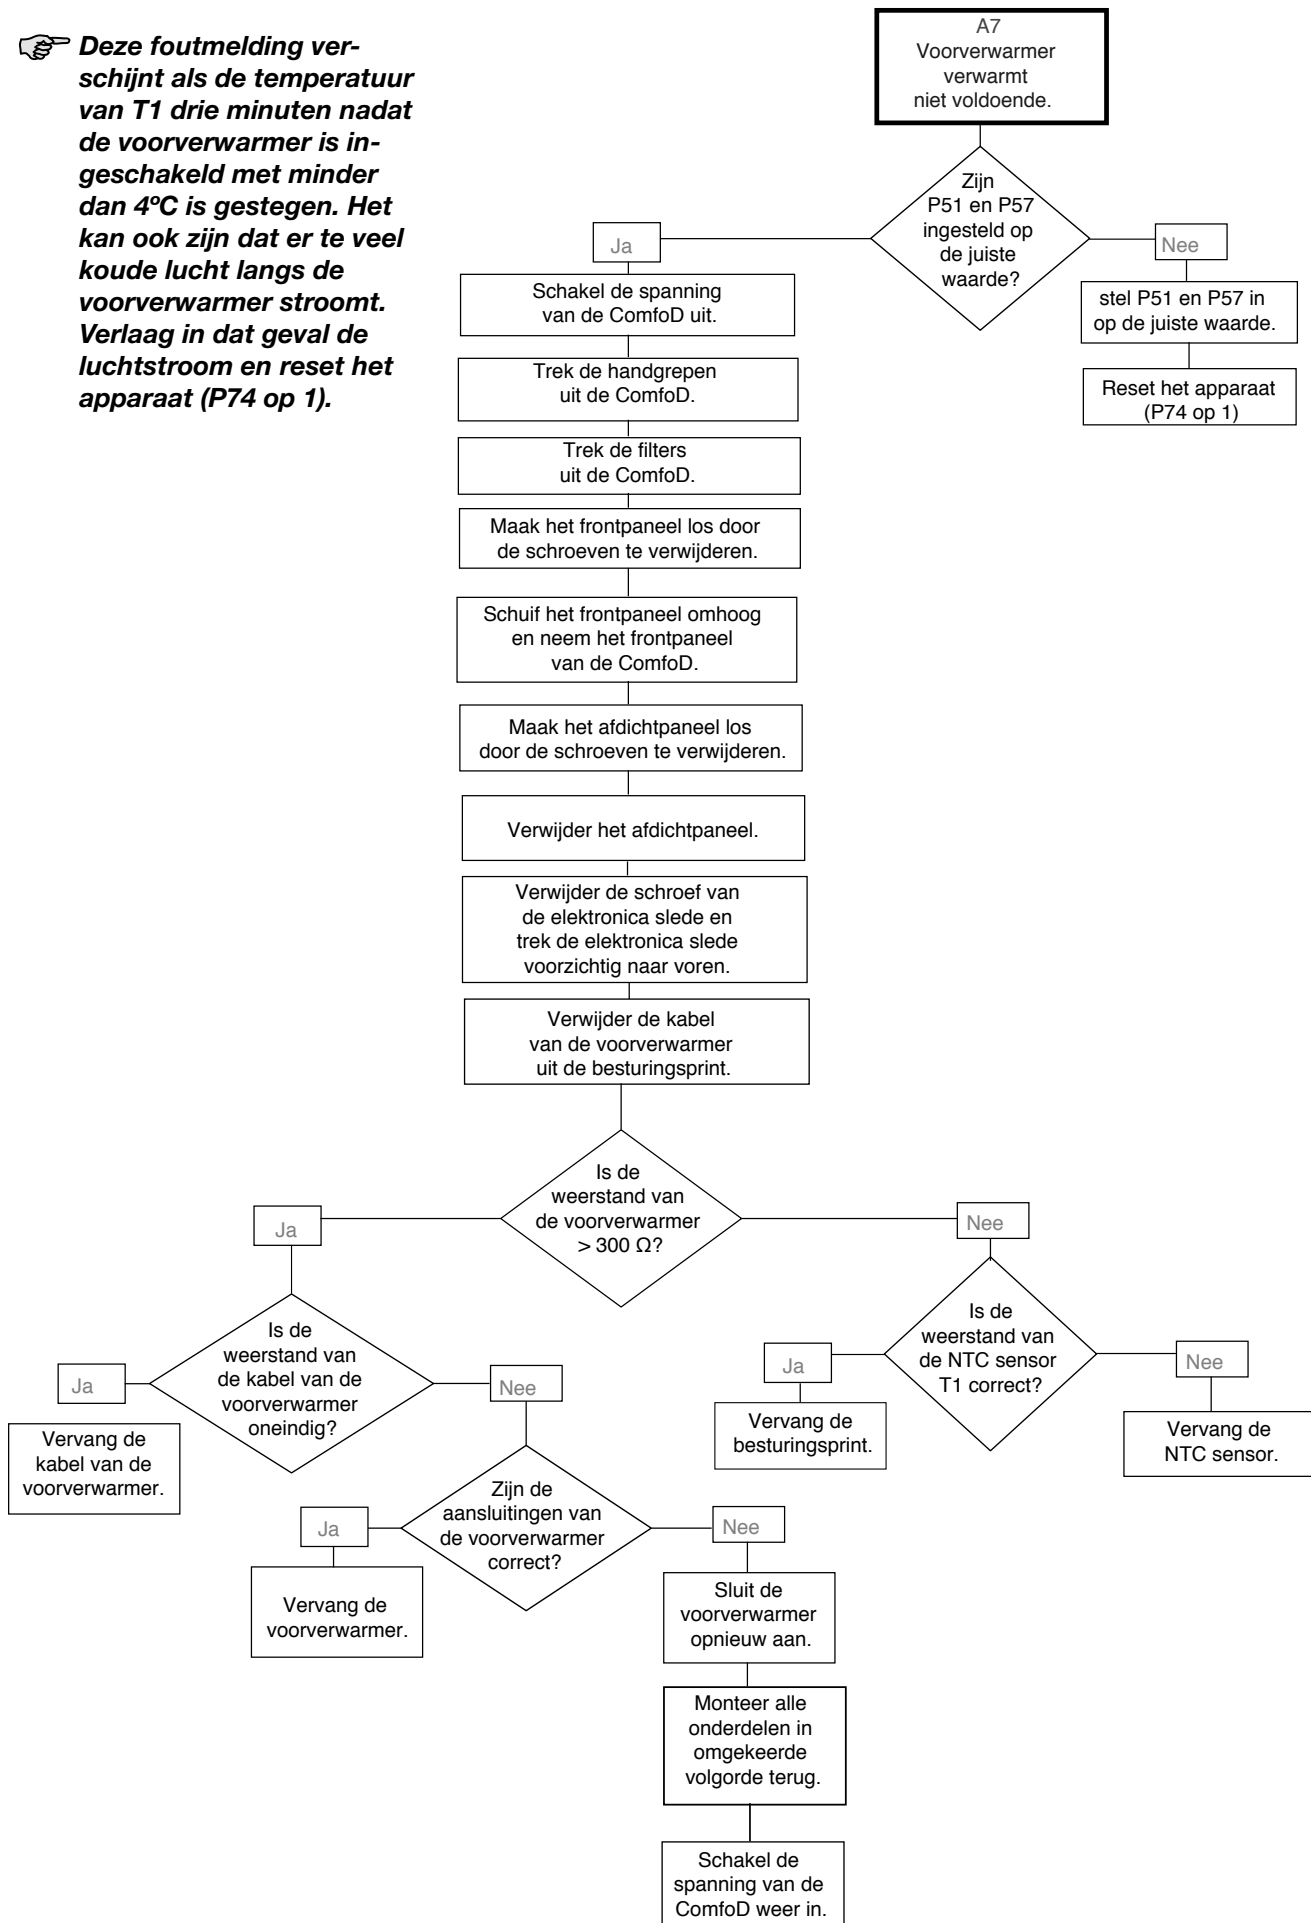 Deze foutmelding ver-
schijnt als de temperatuur
van T1 drie minuten nadat
de voorverwarmer is in-
geschakeld met minder
dan 4ºC is gestegen. Het
kan ook zijn dat er te veel
koude lucht langs de
voorverwarmer stroomt.
Verlaag in dat geval de
luchtstroom en reset het
apparaat (P74 op 1).
A7
Voorverwarmer
verwarmt
niet voldoende.
Zijn
P51 en P57
ingesteld op
de juiste
waarde?
Ja
Nee
Schakel de spanning
van de ComfoD uit.
stel P51 en P57 in
op de juiste waarde.
Trek de handgrepen
uit de ComfoD.
Reset het apparaat
(P74 op 1)
Trek de filters
uit de ComfoD.
Maak het frontpaneel los door
de schroeven te verwijderen.
Schuif het frontpaneel omhoog
en neem het frontpaneel
van de ComfoD.
Maak het afdichtpaneel los
door de schroeven te verwijderen.
Verwijder het afdichtpaneel.
Verwijder de schroef van
de elektronica slede en
trek de elektronica slede
voorzichtig naar voren.
Verwijder de kabel
van de voorverwarmer
uit de besturingsprint.
Is de
weerstand van
de voorverwarmer
> 300 Ω?
Ja
Nee
Is de
weerstand van
de kabel van de
voorverwarmer
oneindig?
Is de
weerstand van
de NTC sensor
T1 correct?
Ja
Nee
Ja
Nee
Vervang de
kabel van de
voorverwarmer.
Vervang de
besturingsprint.
Vervang de
NTC sensor.
Zijn de
aansluitingen van
de voorverwarmer
correct?
Ja
Nee
Vervang de
voorverwarmer.
Sluit de
voorverwarmer
opnieuw aan.
Monteer alle
onderdelen in
omgekeerde
volgorde terug.
Schakel de
spanning van de
ComfoD weer in.